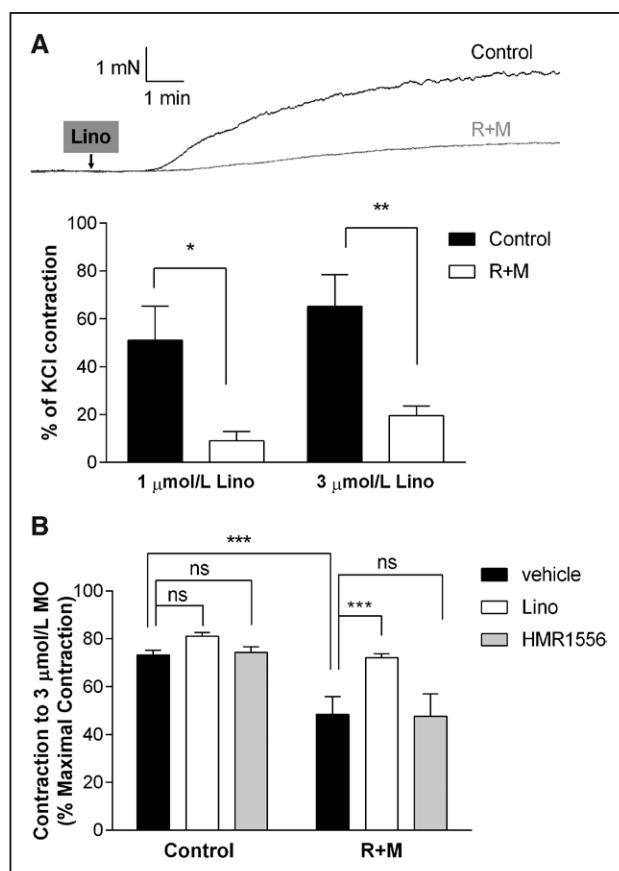 A
1 mN
1 min
Control
Lino
R+M
% of KCl contraction
100
80
60
40
20
0
*
**
Control
R+M
1 μmol/L Lino
3 μmol/L Lino
B
Contraction to 3 μmol/L MO
(% Maximal Contraction)
100
80
60
40
20
0
***
ns
ns
ns
***
vehicle
Lino
HMR1556
Control
R+M